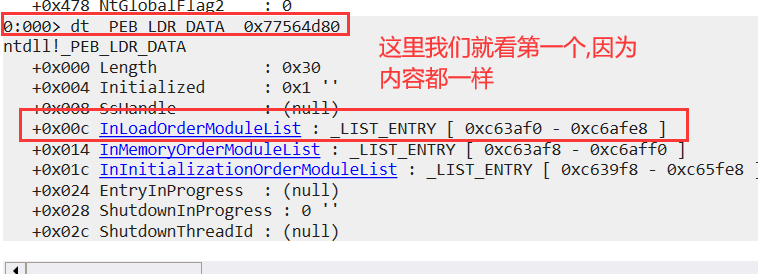 +0x478 NtGlobalFlag2 : 0
0:000> dt _PEB_LDR_DATA 0x77564d80
ntdll!_PEB_LDR_DATA
+0x000 Length : 0x30
+0x004 Initialized : 0x1 ''
+0x008 SsHandle : (null)
+0x00c InLoadOrderModuleList : _LIST_ENTRY [ 0xc63af0 - 0xc6afe8 ]
+0x014 InMemoryOrderModuleList : _LIST_ENTRY [ 0xc63af8 - 0xc6aff0 ]
+0x01c InInitializationOrderModuleList : _LIST_ENTRY [ 0xc639f8 - 0xc65fe8 ]
+0x024 EntryInProgress : (null)
+0x028 ShutdownInProgress : 0 ''
+0x02c ShutdownThreadId : (null)
这里我们就看第一个,因为
内容都一样